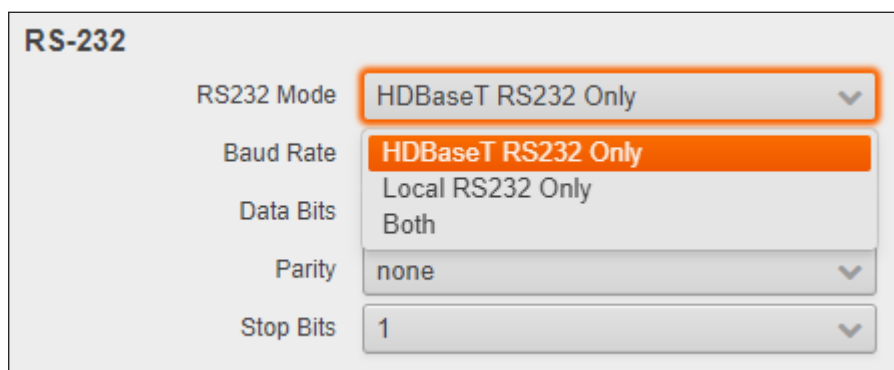 RS-232
RS232 Mode HDBaseT RS232 Only
Baud Rate HDBaseT RS232 Only
Local RS232 Only
Data Bits
Both
Parity none
Stop Bits 1